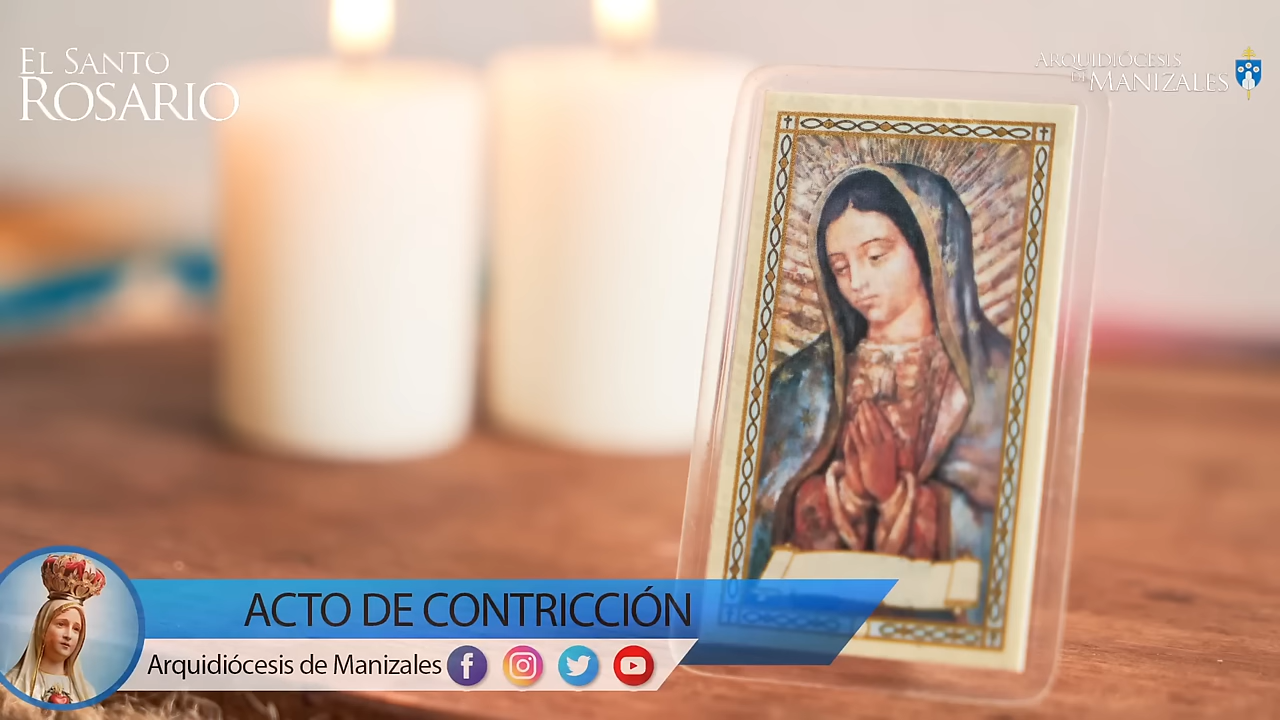 EL SANTO
ROSARIO
ARQUIDIÓCESIS
DE MANIZALES
ACTO DE CONTRICCIÓN
Arquidiócesis de Manizales